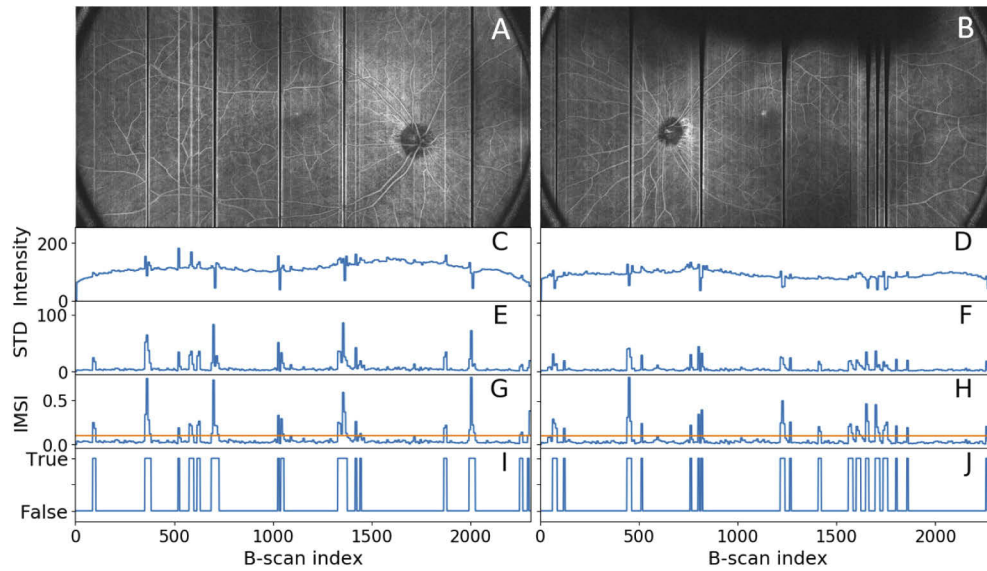 A B
200
0
Intensity
C D
100
0
STD
E F
0.5
0.0
IMSI
G H
True
False
I J
0 500 1000 1500 2000 0 500 1000 1500 2000
B-scan index B-scan index